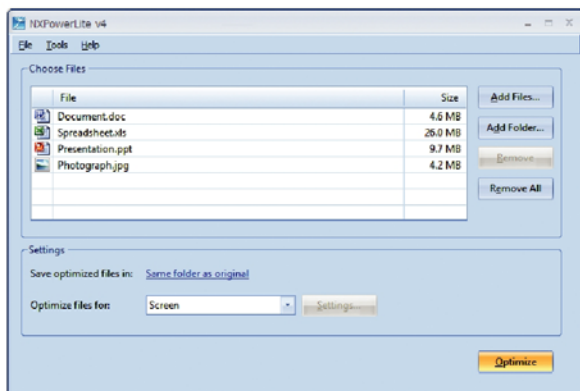 NXPowerLite v4
File Tools Help
Choose Files
File Size
Document.doc 4.6 MB
Spreadsheet.xls 26.0 MB
Presentation.ppt 9.7 MB
Photograph.jpg 4.2 MB
Add Files...
Add Folder...
Remove
Remove All
Settings
Save optimized files in: Same folder as original
Optimize files for: Screen Settings...
Optimize